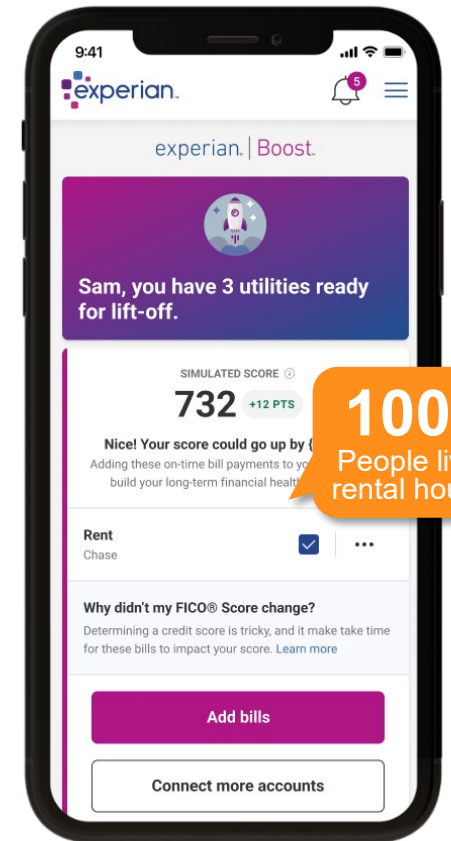 9:41
experian.
5
experian. | Boost.
Sam, you have 3 utilities ready
for lift-off.
SIMULATED SCORE
732 +12 PTS
100
Nice! Your score could go up by {
People
Adding these on-time bill payments to
build your long-term financial
rental
Rent
Chase
Why didn't my FICO® Score change?
Determining a credit score is tricky, and it make take time
for these bills to impact your score. Learn more
Add bills
Connect more accounts